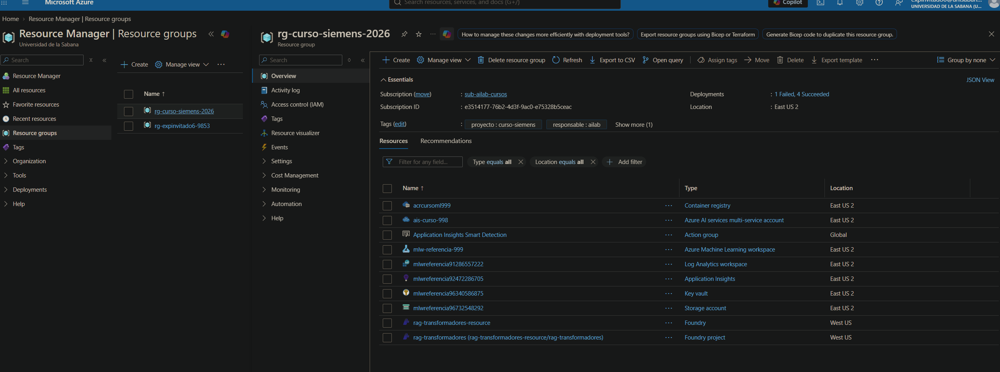 Microsoft Azure
Search resources, services, and docs (G+/)
Copilot
expinvitado6@unisaban...
UNIVERSIDAD DE LA SABANA (U...
Home > Resource Manager | Resource groups
Resource Manager | Resource groups
Universidad de la Sabana
Search
Create
Manage view
Resource Manager
All resources
Favorite resources
Recent resources
Resource groups
Tags
Organization
Tools
Deployments
Help
Name ↑
rg-curso-siemens-2026
rg-expinvitado6-9853
rg-curso-siemens-2026
Resource group
How to manage these changes more efficiently with deployment tools?
Export resource groups using Bicep or Terraform
Generate Bicep code to duplicate this resource group.
Search
Overview
Activity log
Access control (IAM)
Tags
Resource visualizer
Events
Settings
Cost Management
Monitoring
Automation
Help
Create
Manage view
Delete resource group
Refresh
Export to CSV
Open query
Assign tags
Move
Delete
Export template
Group by none
Essentials
JSON View
Subscription (move) : sub-ailab-cursos
Deployments : 1 Failed, 4 Succeeded
Subscription ID : e3514177-76b2-4d3f-9ac0-e75328b5ceac
Location : East US 2
Tags (edit) : proyecto : curso-siemens responsable : ailab Show more (1)
Resources Recommendations
Filter for any field...
Type equals all
Location equals all
Add filter
Name ↑ Type Location
acrcursoml999 Container registry East US 2
ais-curso-998 Azure AI services multi-service account East US 2
Application Insights Smart Detection Action group Global
mlw-referencia-999 Azure Machine Learning workspace East US 2
mlwreferencia91286557222 Log Analytics workspace East US 2
mlwreferencia92472286705 Application Insights East US 2
mlwreferencia96340586875 Key vault East US 2
mlwreferencia96732548292 Storage account East US 2
rag-transformadores-resource Foundry West US
rag-transformadores (rag-transformadores-resource/rag-transformadores) Foundry project West US